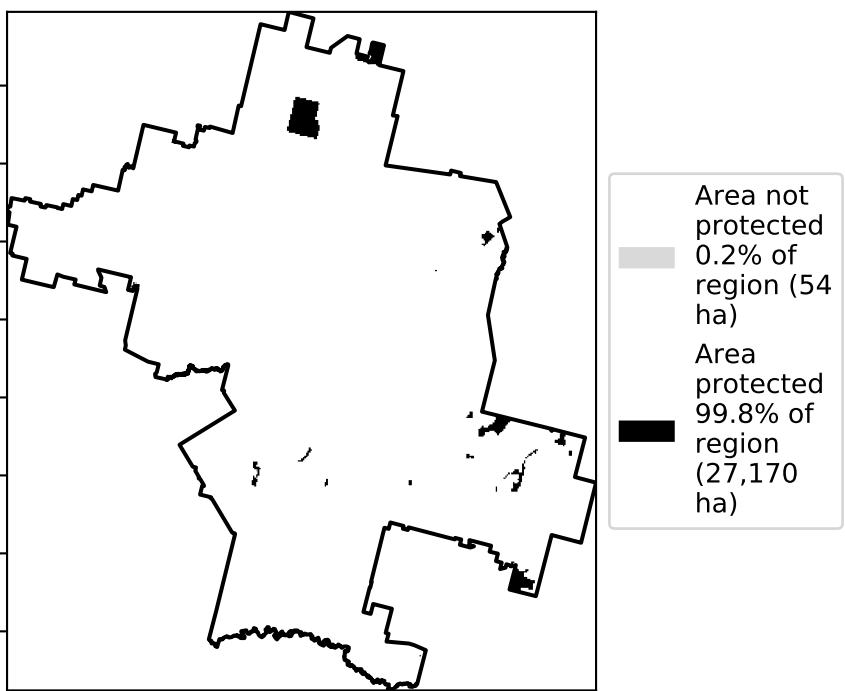 Area not
protected
0.2% of
region (54
ha)
Area
protected
99.8% of
region
(27,170
ha)